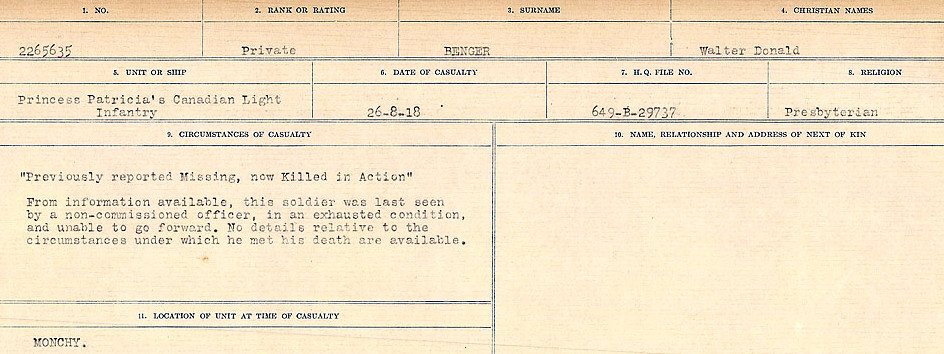 1. NO. 2. RANK OR RATING 3. SURNAME 4. CHRISTIAN NAMES
2265635 Private BENGER Walter Donald
5. UNIT OR SHIP 6. DATE OF CASUALTY 7. H.Q. FILE NO. 8. RELIGION
Princess Patricia's Canadian Light
Infantry 26-8-18 649-B-29737 Presbyterian
9. CIRCUMSTANCES OF CASUALTY 10. NAME, RELATIONSHIP AND ADDRESS OF NEXT OF KIN
"Previously reported Missing, now Killed in Action"
From information available, this soldier was last seen
by a non-commissioned officer, in an exhausted condition,
and unable to go forward. No details relative to the
circumstances under which he met his death are available.
11. LOCATION OF UNIT AT TIME OF CASUALTY
MONCHY.